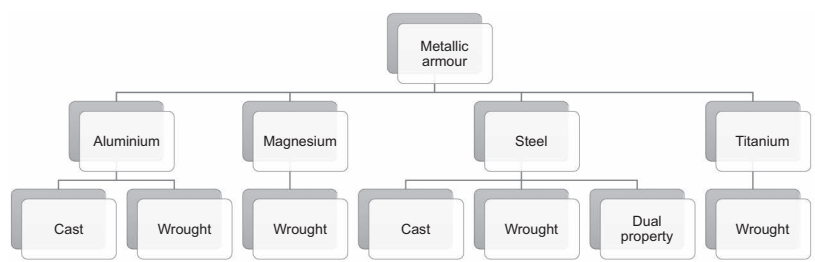 Metallic
armour
Aluminium
Magnesium
Steel
Titanium
Cast
Wrought
Wrought
Cast
Wrought
Dual
property
Wrought